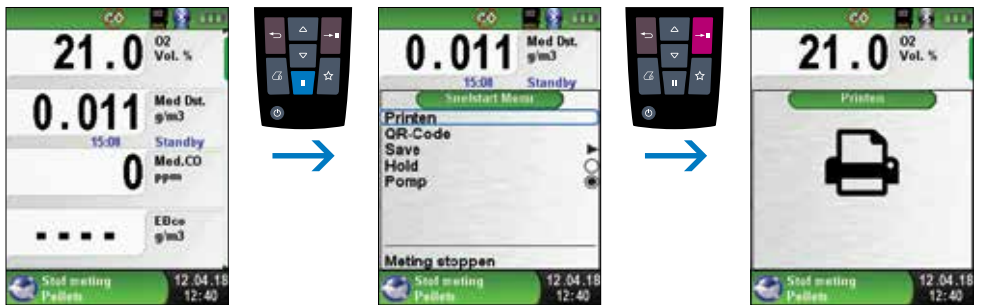 CO
21.0 O2
Vol. %
0.011 Med Dst.
g/m3
15:08 Standby
0 Med.CO
ppm
- - - - EBco
g/m3
Stof meting 12.04.18
Pellets 12:40
CO
0.011 Med Dst.
g/m3
15:08 Standby
Snelstart Menu
Printen
QR-Code
Save
Hold
Pomp
Meting stoppen
Stof meting 12.04.18
Pellets 12:40
CO
21.0 O2
Vol. %
Printen
Stof meting 12.04.18
Pellets 12:40